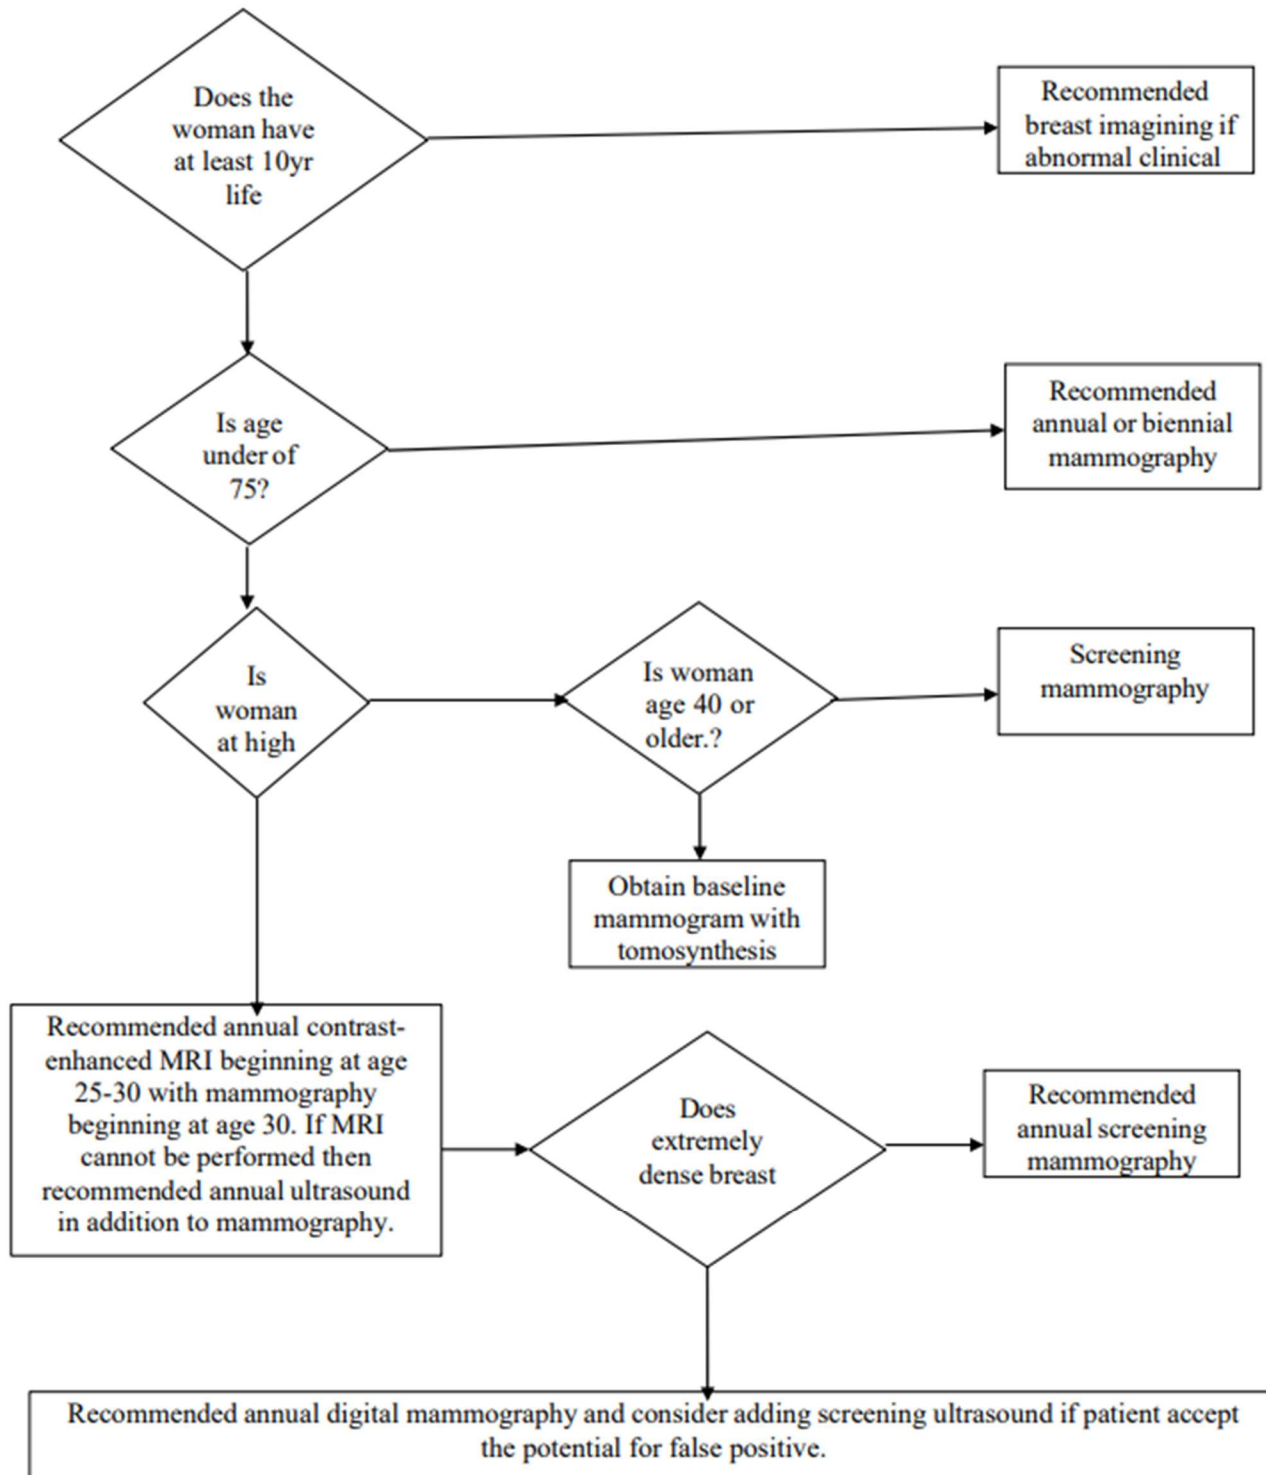 Does the
woman have
at least 10yr
life
Recommended
breast imagining if
abnormal clinical
Is age
under of
75?
Recommended
annual or biennial
mammography
Is
woman
at high
Is woman
age 40 or
older.?
Screening
mammography
Obtain baseline
mammogram with
tomosynthesis
Recommended annual contrast-
enhanced MRI beginning at age
25-30 with mammography
beginning at age 30. If MRI
cannot be performed then
recommended annual ultrasound
in addition to mammography.
Does
extremely
dense breast
Recommended
annual screening
mammography
Recommended annual digital mammography and consider adding screening ultrasound if patient accept
the potential for false positive.